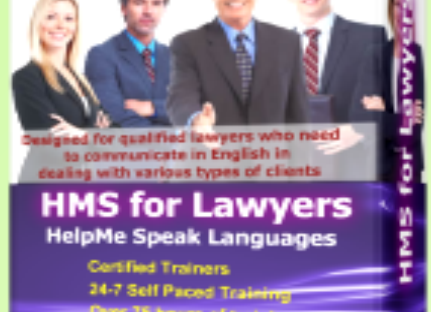 Designed for qualified lawyers who need
to communicate in English in
dealing with various types of clients
HMS for Lawyers
HelpMe Speak Languages
Certified Trainers
24-7 Self Paced Training
HMS for Lawyers